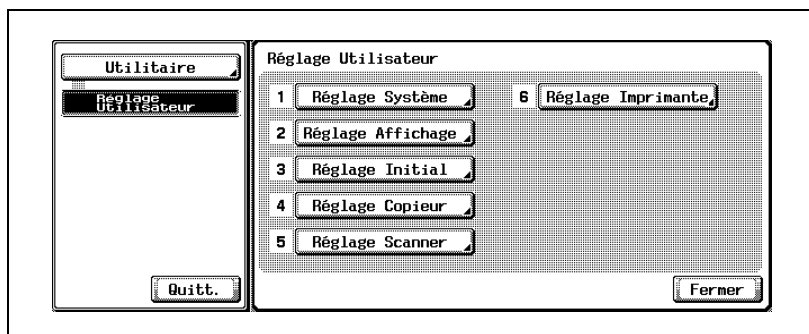 Utilitaire
Réglage
Utilisateur
Quitt.
Réglage Utilisateur
1 Réglage Système
2 Réglage Affichage
3 Réglage Initial
4 Réglage Copieur
5 Réglage Scanner
6 Réglage Imprimante
Fermer